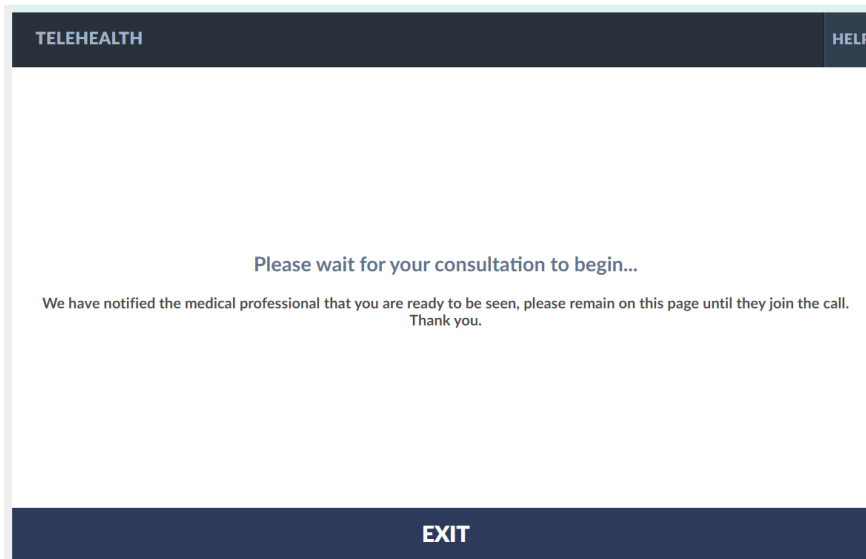 TELEHEALTH
HELP
Please wait for your consultation to begin...
We have notified the medical professional that you are ready to be seen, please remain on this page until they join the call.
Thank you.
EXIT